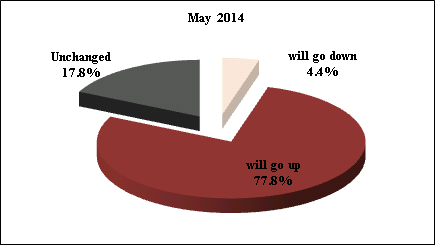 May 2014
Unchanged
17.8%
will go down
4.4%
will go up
77.8%